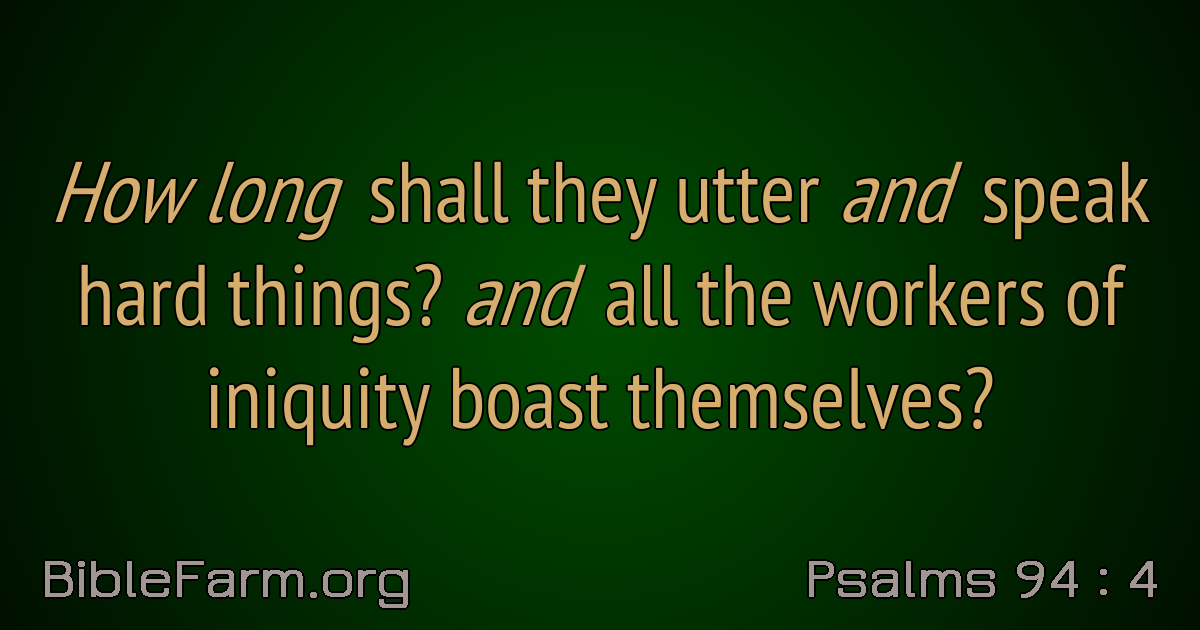 How long shall they utter and speak
hard things? and all the workers of
iniquity boast themselves?
BibleFarm.org
Psalms 94 : 4